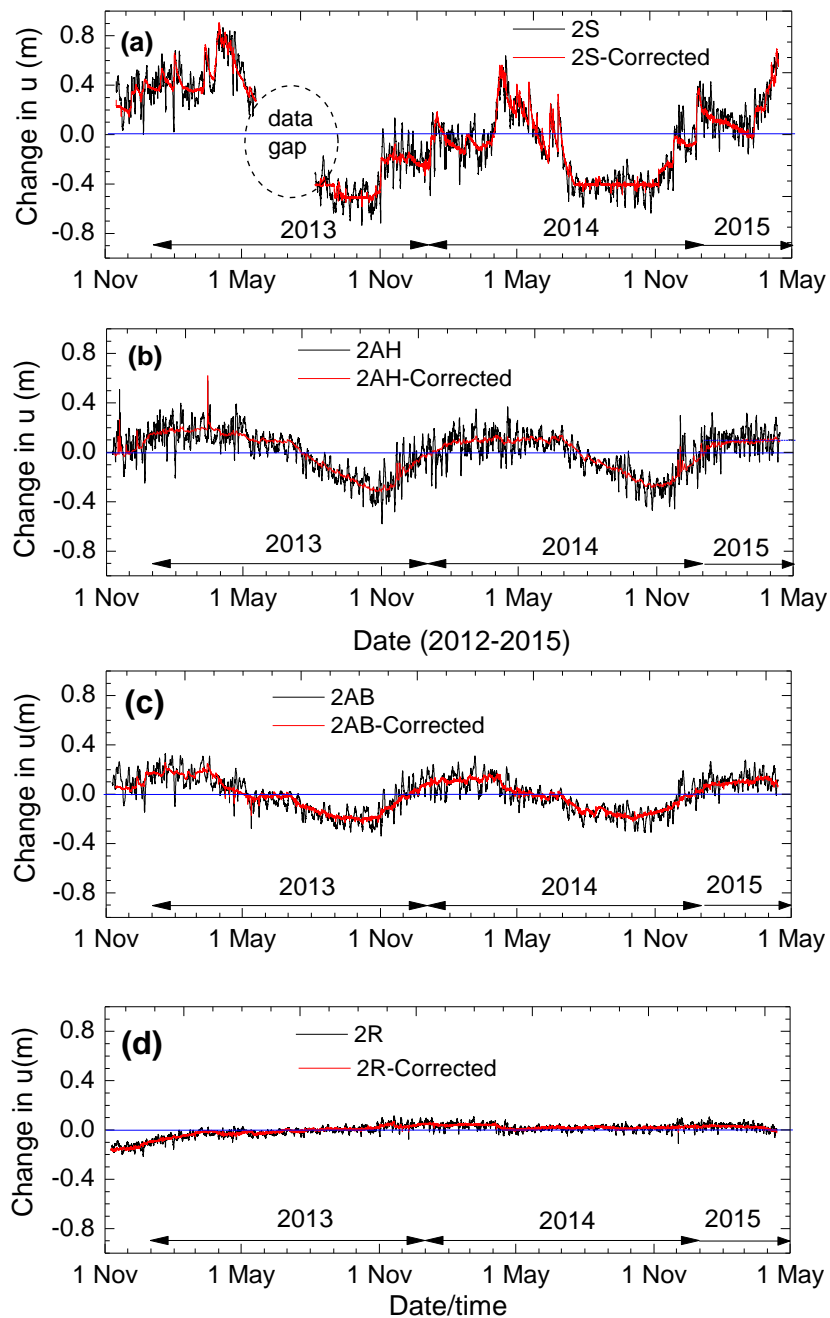 (a)
2S
2S-Corrected
0.8
0.4
0.0
-0.4
-0.8
Change in u (m)
data
gap
2013
2014
2015
1 Nov
1 May
1 Nov
1 May
1 Nov
1 May
(b)
2AH
2AH-Corrected
0.8
0.4
0.0
-0.4
-0.8
Change in u (m)
2013
2014
2015
1 Nov
1 May
1 Nov
1 May
1 Nov
1 May
Date (2012-2015)
(c)
2AB
2AB-Corrected
0.8
0.4
0.0
-0.4
-0.8
Change in u(m)
2013
2014
2015
1 Nov
1 May
1 Nov
1 May
1 Nov
1 May
(d)
2R
2R-Corrected
0.8
0.4
0.0
-0.4
-0.8
Change in u(m)
2013
2014
2015
1 Nov
1 May
1 Nov
1 May
1 Nov
1 May
Date/time